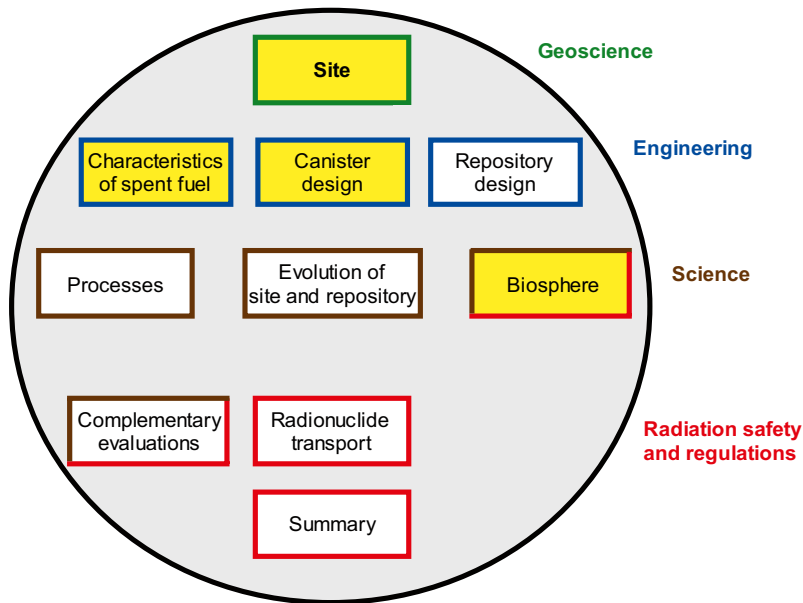 Site
Geoscience
Characteristics
of spent fuel
Canister
design
Repository
design
Engineering
Processes
Evolution of
site and repository
Biosphere
Science
Complementary
evaluations
Radionuclide
transport
Radiation safety
and regulations
Summary